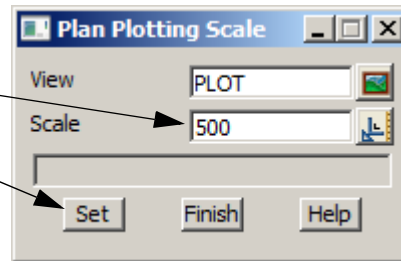 Plan Plotting Scale
View PLOT
Scale 500
Set Finish Help